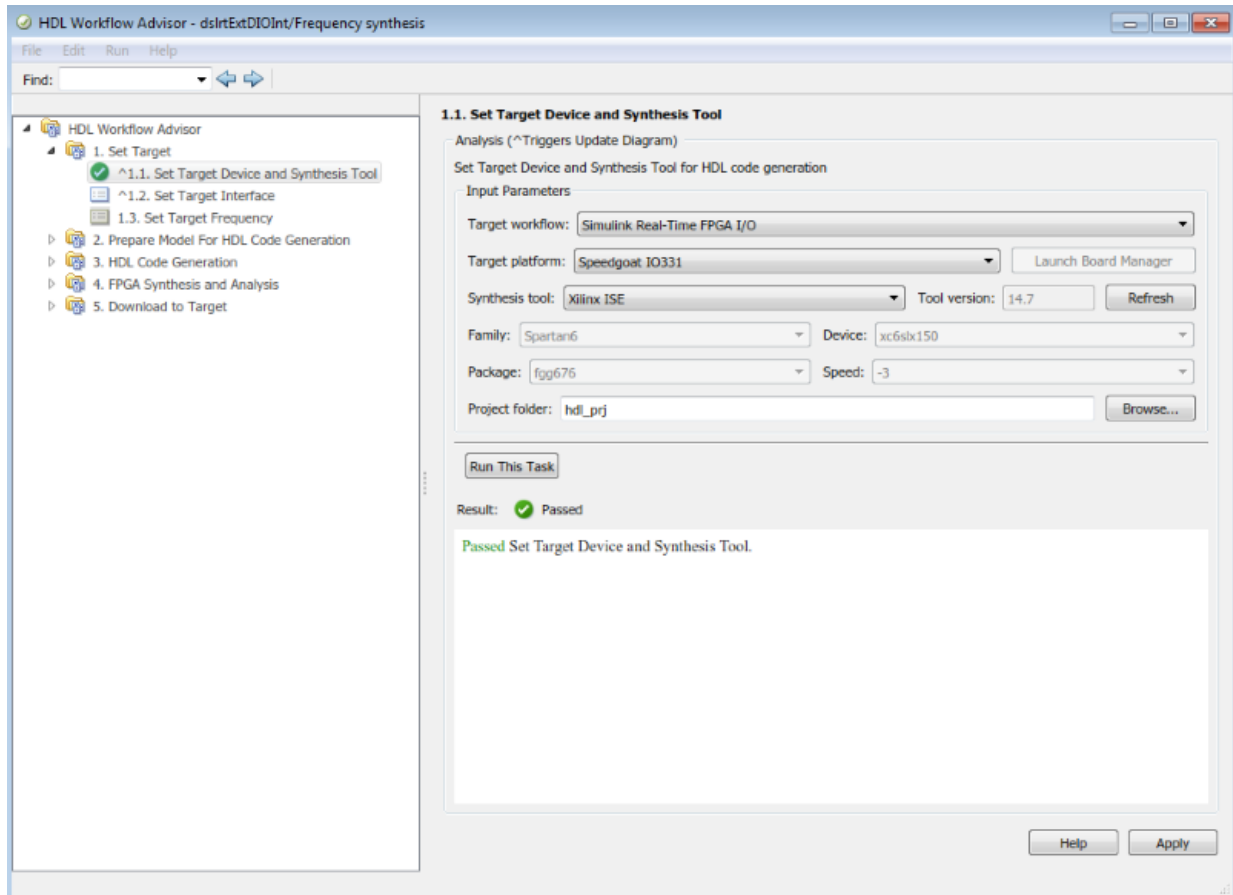 HDL Workflow Advisor - dslrtExtDIOInt/Frequency synthesis
File Edit Run Help
Find:
HDL Workflow Advisor
1. Set Target
^1.1. Set Target Device and Synthesis Tool
^1.2. Set Target Interface
1.3. Set Target Frequency
2. Prepare Model For HDL Code Generation
3. HDL Code Generation
4. FPGA Synthesis and Analysis
5. Download to Target
1.1. Set Target Device and Synthesis Tool
Analysis (^Triggers Update Diagram)
Set Target Device and Synthesis Tool for HDL code generation
Input Parameters
Target workflow: Simulink Real-Time FPGA I/O
Target platform: Speedgoat IO331 Launch Board Manager
Synthesis tool: Xilinx ISE Tool version: 14.7 Refresh
Family: Spartan6 Device: xc6slx150
Package: fgg676 Speed: -3
Project folder: hdl_prj Browse...
Run This Task
Result: Passed
Passed Set Target Device and Synthesis Tool.
Help Apply